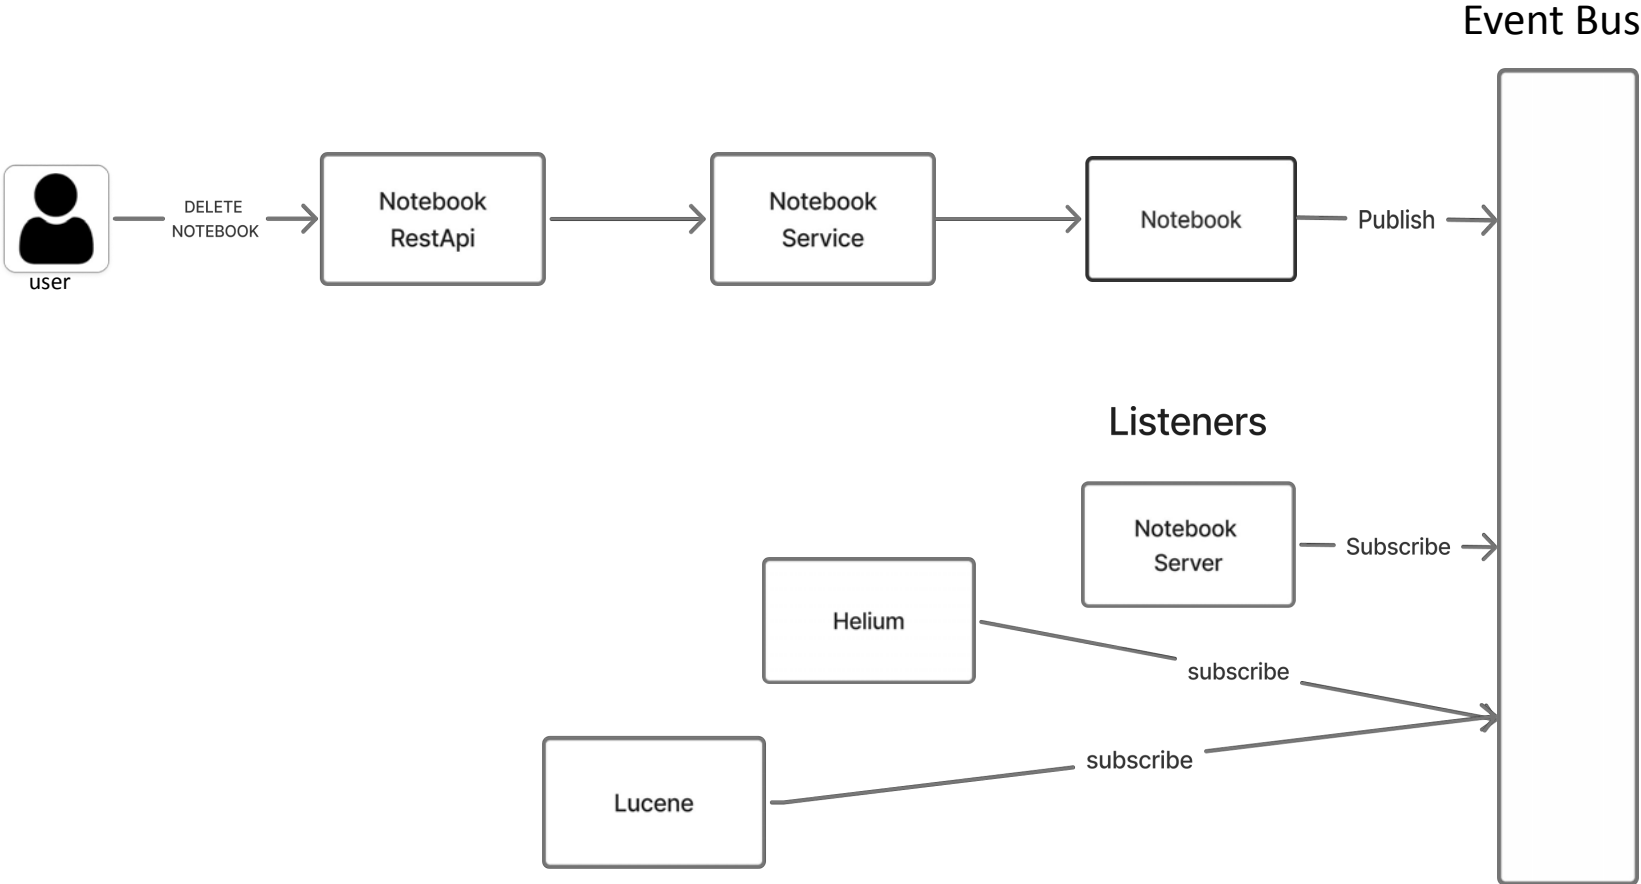 Event Bus
DELETE
NOTEBOOK
user
Notebook
RestApi
Notebook
Service
Notebook
Publish
Listeners
Notebook
Server
Subscribe
Helium
subscribe
Lucene
subscribe